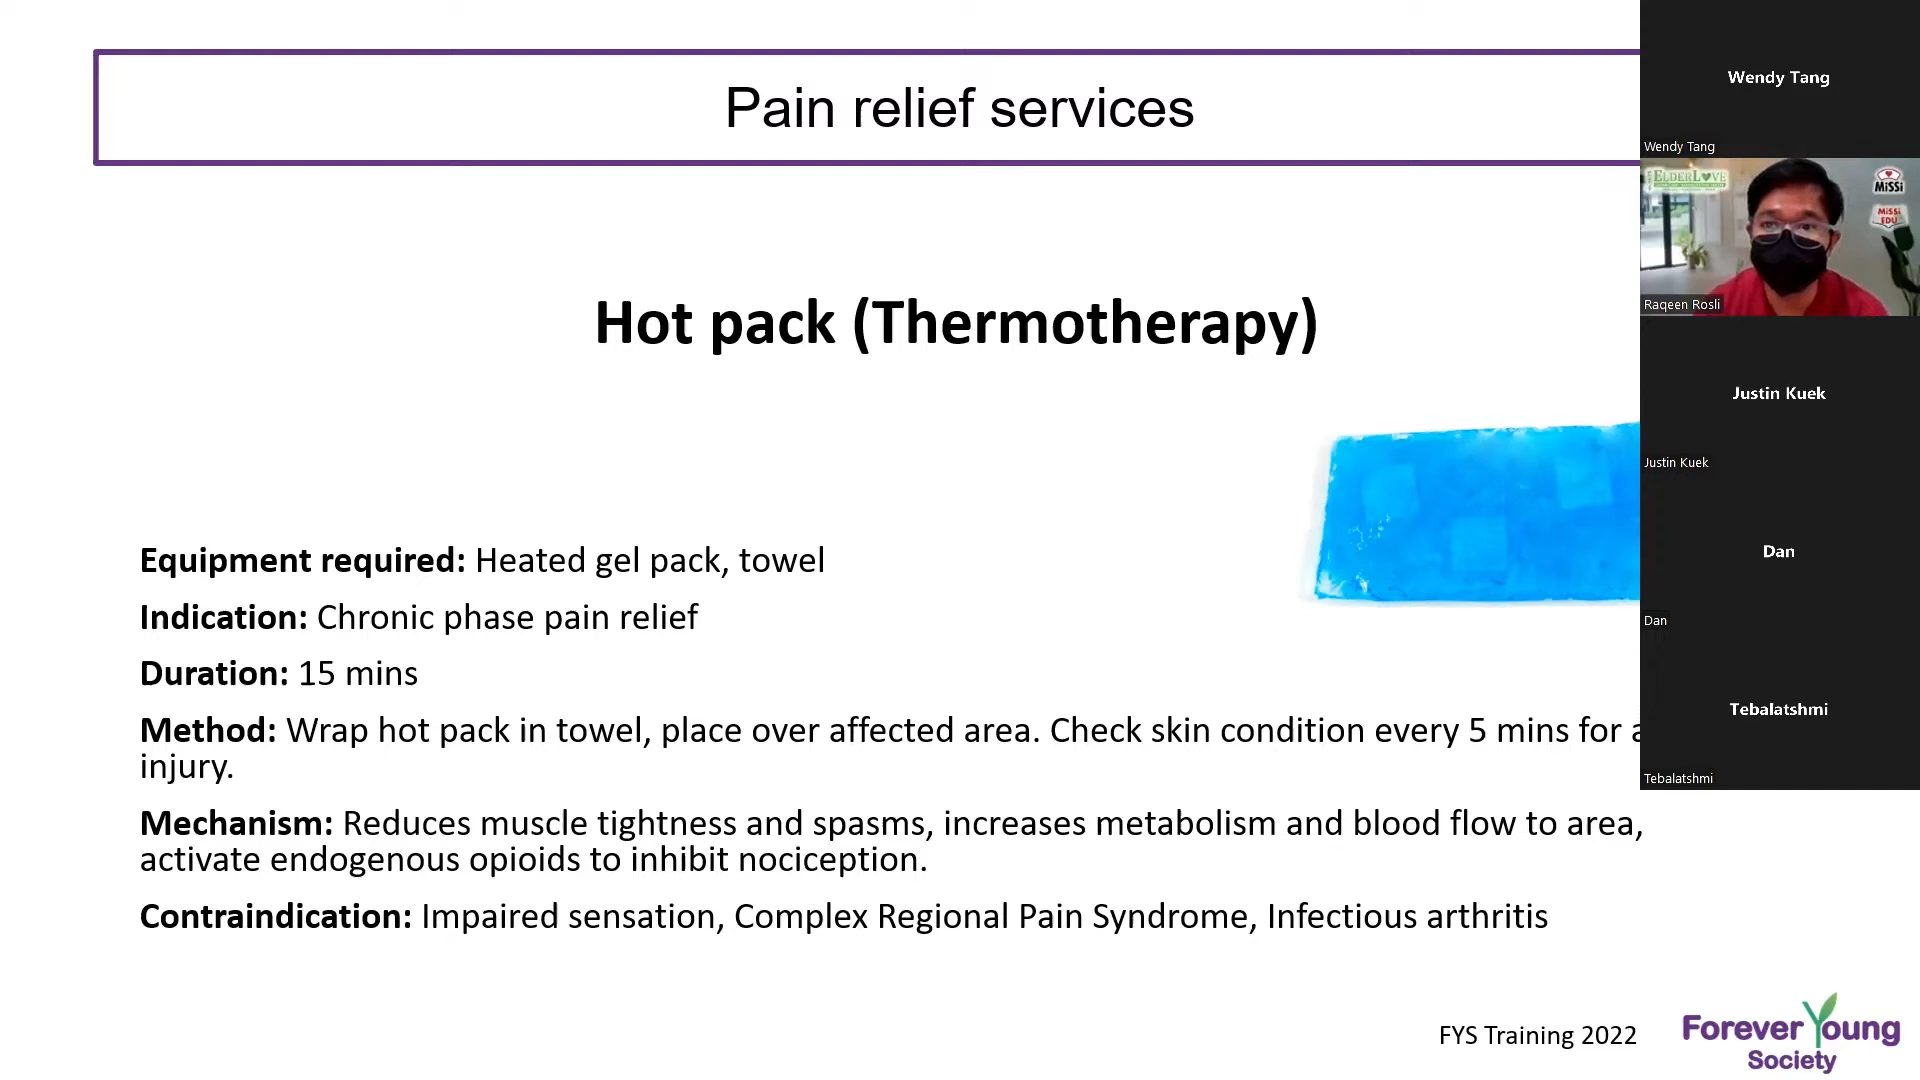 Pain relief services
Hot pack (Thermotherapy)
Equipment required: Heated gel pack, towel
Indication: Chronic phase pain relief
Duration: 15 mins
Method: Wrap hot pack in towel, place over affected area. Check skin condition every 5 mins for
injury.
Mechanism: Reduces muscle tightness and spasms, increases metabolism and blood flow to area,
activate endogenous opioids to inhibit nociception.
Contraindication: Impaired sensation, Complex Regional Pain Syndrome, Infectious arthritis
FYS Training 2022
Forever Young
Society
Wendy Tang
Wendy Tang
ELDERLOVE
MiSSi
MiSSi
EDU
Raqeen Rosli
Justin Kuek
Justin Kuek
Dan
Dan
Tebalatshmi
Tebalatshmi